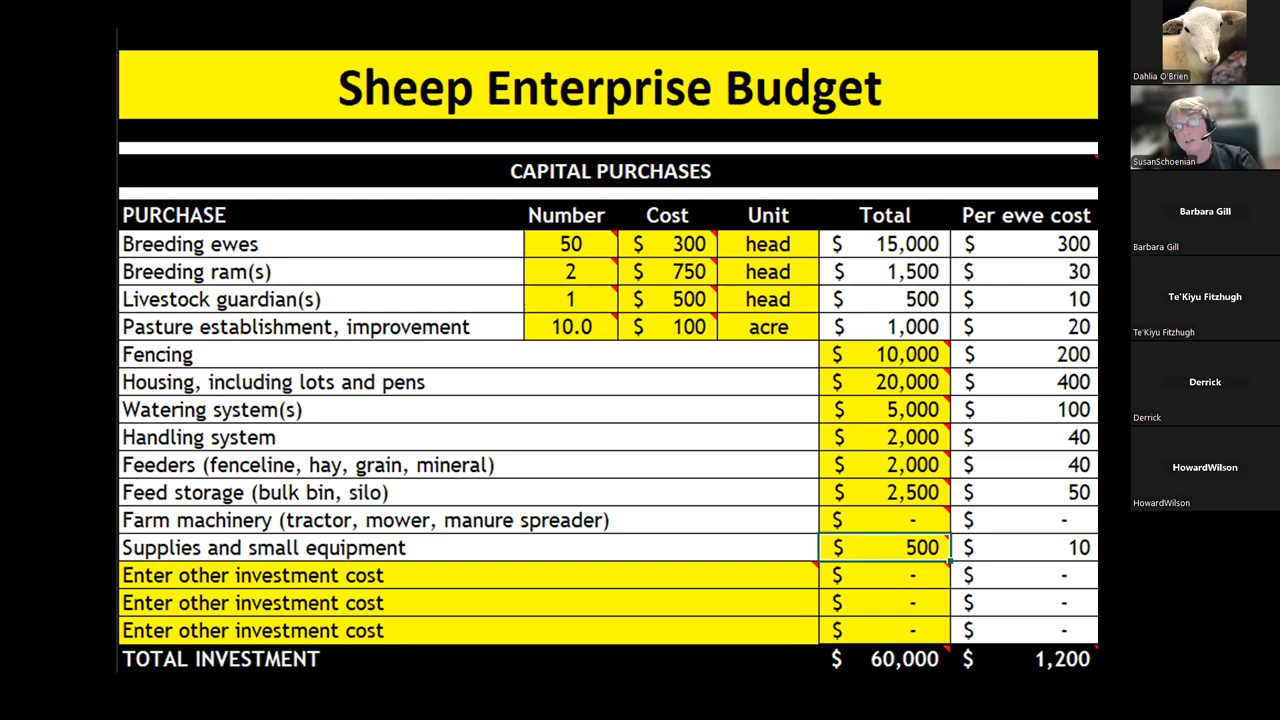 Sheep Enterprise Budget
CAPITAL PURCHASES
PURCHASE Number Cost Unit Total Per ewe cost
Breeding ewes 50 $ 300 head $ 15,000 $ 300
Breeding ram(s) 2 $ 750 head $ 1,500 $ 30
Livestock guardian(s) 1 $ 500 head $ 500 $ 10
Pasture establishment, improvement 10.0 $ 100 acre $ 1,000 $ 20
Fencing $ 10,000 $ 200
Housing, including lots and pens $ 20,000 $ 400
Watering system(s) $ 5,000 $ 100
Handling system $ 2,000 $ 40
Feeders (fenceline, hay, grain, mineral) $ 2,000 $ 40
Feed storage (bulk bin, silo) $ 2,500 $ 50
Farm machinery (tractor, mower, manure spreader) $ - $ -
Supplies and small equipment $ 500 $ 10
Enter other investment cost $ - $ -
Enter other investment cost $ - $ -
Enter other investment cost $ - $ -
TOTAL INVESTMENT $ 60,000 $ 1,200
Dahlia O'Brien
SusanSchoenian
Barbara Gill
Barbara Gill
Te'Kiyu Fitzhugh
Te'Kiyu Fitzhugh
Derrick
Derrick
HowardWilson
HowardWilson